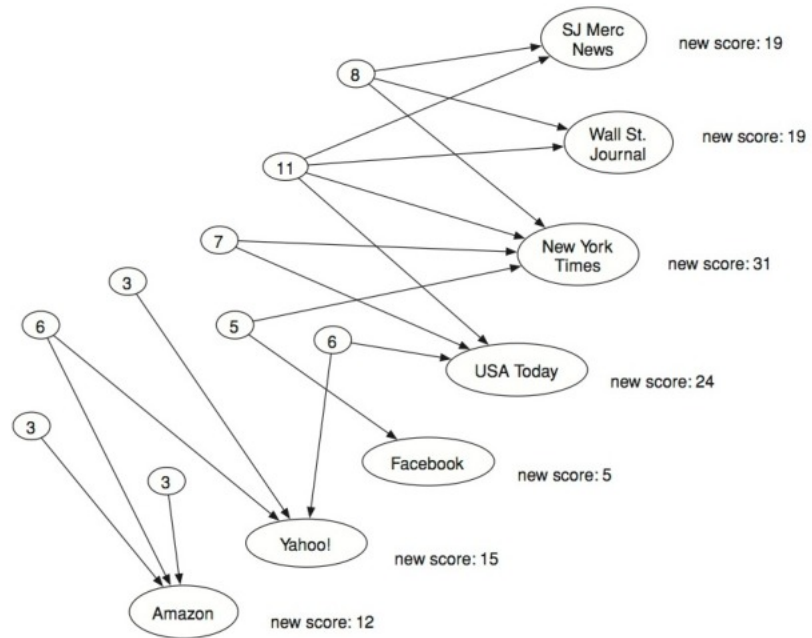 SJ Merc
News
new score: 19
8
Wall St.
Journal
new score: 19
11
New York
Times
new score: 31
7
3
6
5
6
USA Today
new score: 24
3
Facebook
new score: 5
3
Yahoo!
new score: 15
Amazon
new score: 12